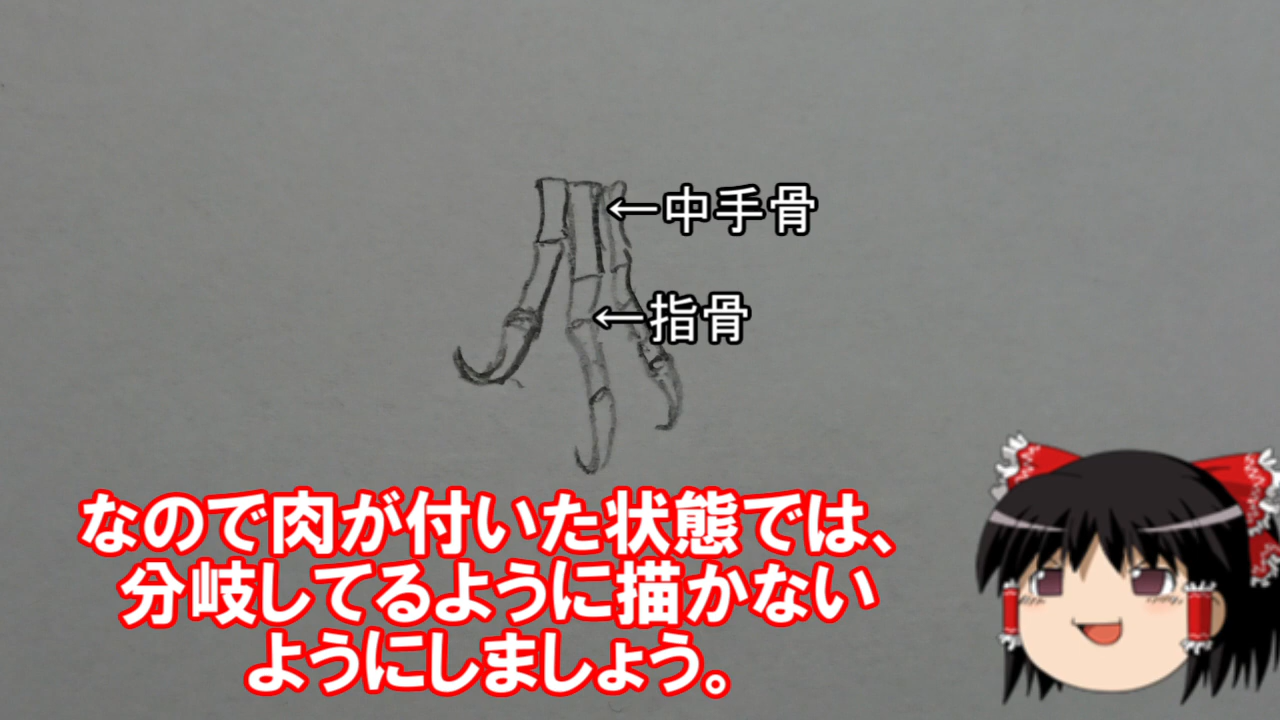 ←中手骨
←指骨
なので肉が付いた状態では、
分岐してるように描かない
ようにしましょう。